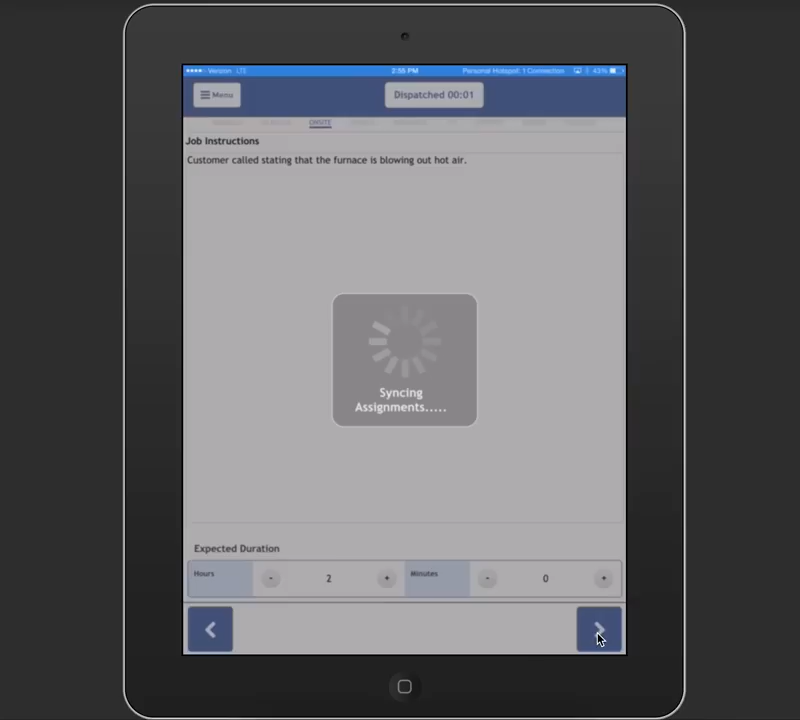 Verizon LTE 2:55 PM Personal Hotspot: 1 Connection 43%
Menu Dispatched 00:01
ONSITE
Job Instructions
Customer called stating that the furnace is blowing out hot air.
Syncing
Assignments.....
Expected Duration
Hours - 2 + Minutes - 0 +